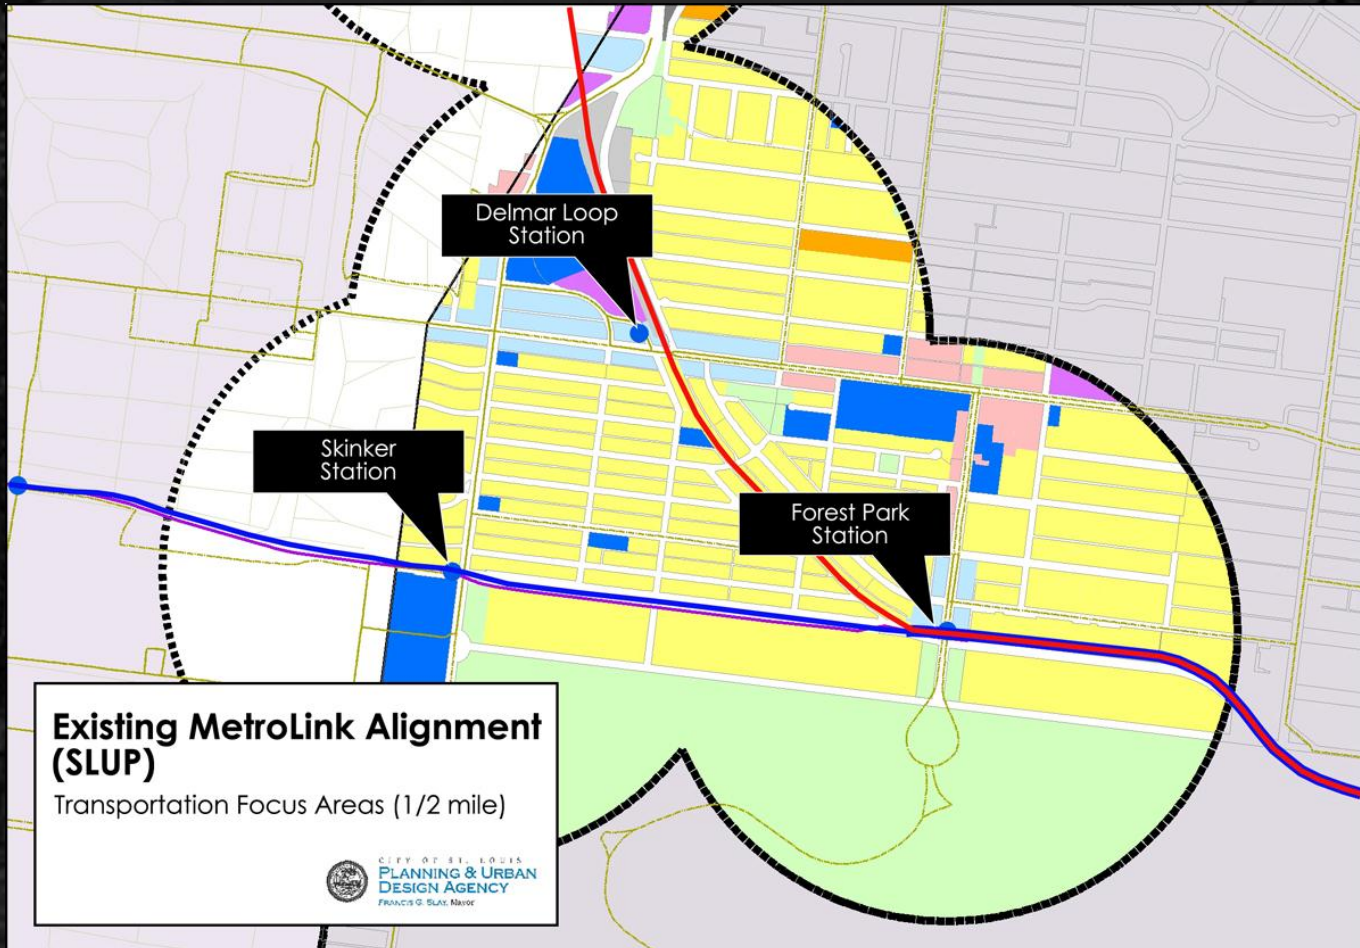 Delmar Loop
Station
Skinker
Station
Forest Park
Station
Existing MetroLink Alignment
(SLUP)
Transportation Focus Areas (1/2 mile)
CITY OF ST. LOUIS
PLANNING & URBAN
DESIGN AGENCY
FRANCIS G. SLAY, Mayor